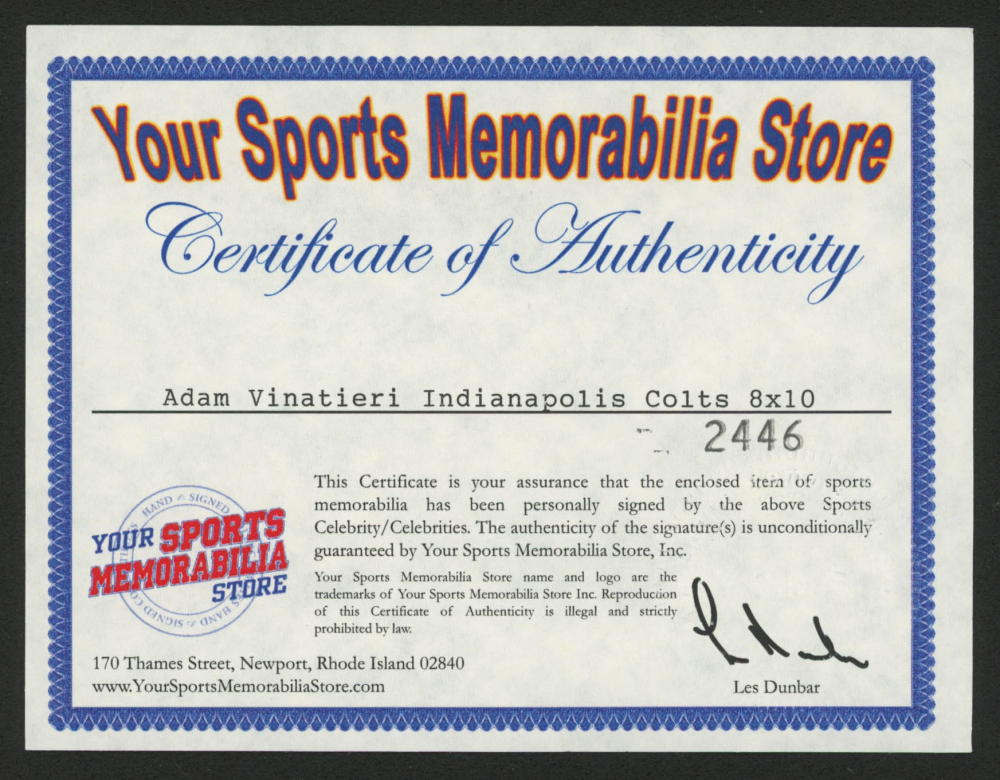 Your Sports Memorabilia Store
Certificate of Authenticity
Adam Vinatieri Indianapolis Colts 8x10
2446
This Certificate is your assurance that the enclosed item of sports
memorabilia has been personally signed by the above Sports
Celebrity/Celebrities. The authenticity of the signature(s) is unconditionally
guaranteed by Your Sports Memorabilia Store, Inc.
Your Sports Memorabilia Store name and logo are the
trademarks of Your Sports Memorabilia Store Inc. Reproduction
of this Certificate of Authenticity is illegal and strictly
prohibited by law.
HAND SIGNED
YOUR SPORTS
MEMORABILIA
STORE
170 Thames Street, Newport, Rhode Island 02840
www.YourSportsMemorabiliaStore.com
Les Dunbar